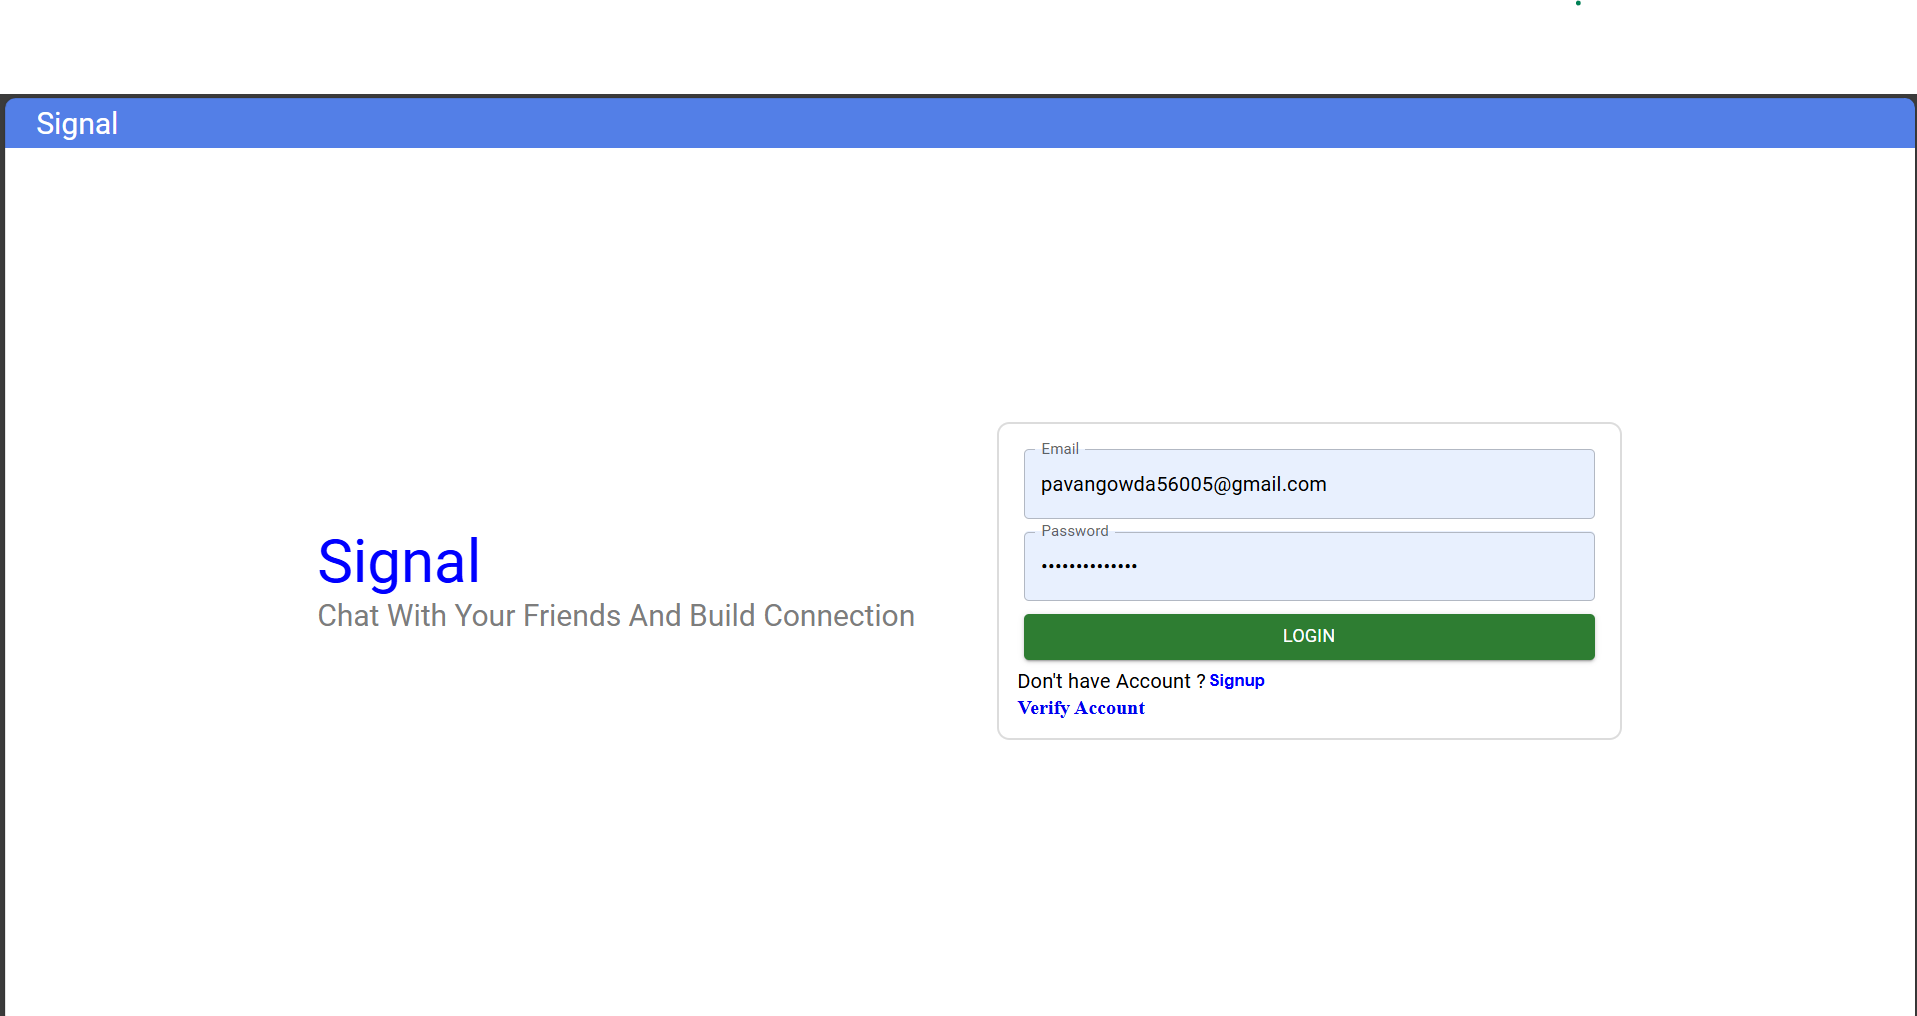 Signal
Signal
Chat With Your Friends And Build Connection
Email
pavangowda56005@gmail.com
Password
••••••••••••••
LOGIN
Don't have Account ? Signup
Verify Account